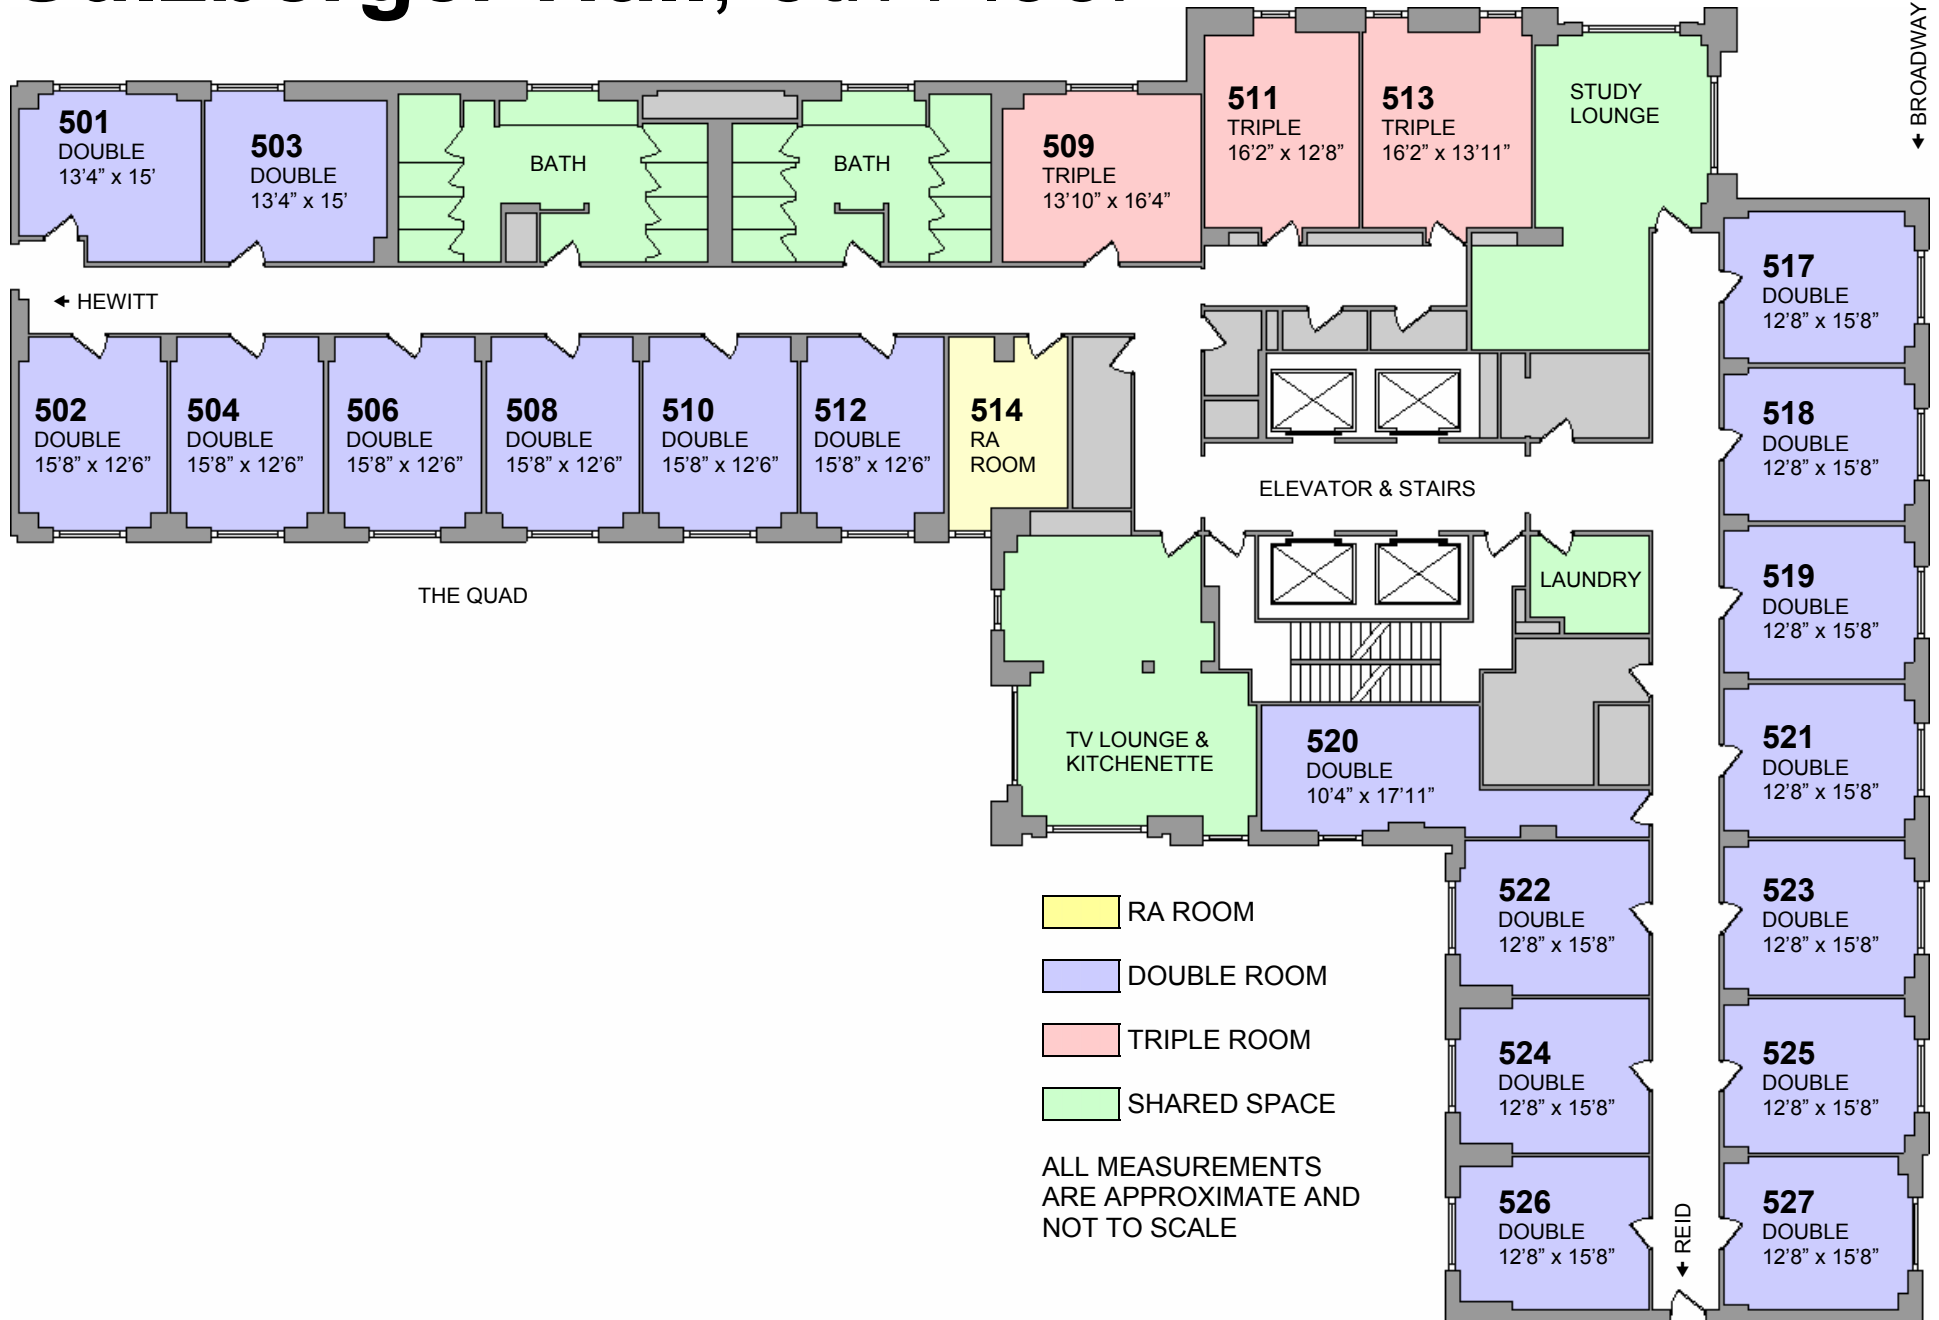 BROADWAY
501
DOUBLE
13'4" x 15'
503
DOUBLE
13'4" x 15'
BATH
BATH
509
TRIPLE
13'10" x 16'4"
511
TRIPLE
16'2" x 12'8"
513
TRIPLE
16'2" x 13'11"
STUDY
LOUNGE
HEWITT
502
DOUBLE
15'8" x 12'6"
504
DOUBLE
15'8" x 12'6"
506
DOUBLE
15'8" x 12'6"
508
DOUBLE
15'8" x 12'6"
510
DOUBLE
15'8" x 12'6"
512
DOUBLE
15'8" x 12'6"
514
RA
ROOM
517
DOUBLE
12'8" x 15'8"
518
DOUBLE
12'8" x 15'8"
ELEVATOR & STAIRS
THE QUAD
LAUNDRY
519
DOUBLE
12'8" x 15'8"
TV LOUNGE &
KITCHENETTE
520
DOUBLE
10'4" x 17'11"
521
DOUBLE
12'8" x 15'8"
522
DOUBLE
12'8" x 15'8"
523
DOUBLE
12'8" x 15'8"
524
DOUBLE
12'8" x 15'8"
525
DOUBLE
12'8" x 15'8"
526
DOUBLE
12'8" x 15'8"
527
DOUBLE
12'8" x 15'8"
REID
RA ROOM
DOUBLE ROOM
TRIPLE ROOM
SHARED SPACE
ALL MEASUREMENTS
ARE APPROXIMATE AND
NOT TO SCALE